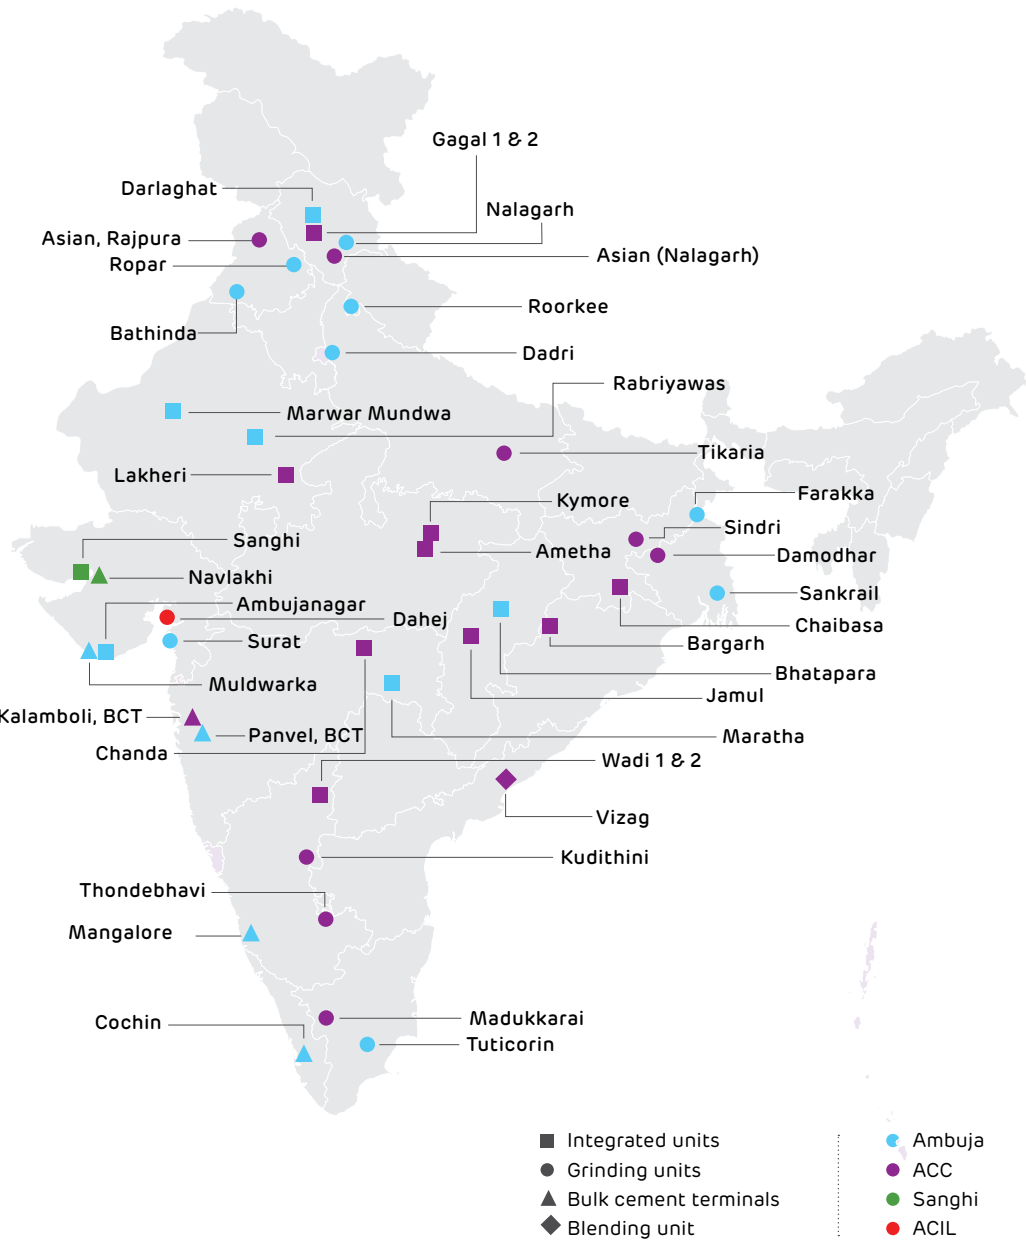 Gagal 1 & 2
Darlaghat
Nalagarh
Asian, Rajpura
Asian (Nalagarh)
Ropar
Roorkee
Bathinda
Dadri
Rabriyawas
Marwar Mundwa
Tikaria
Lakheri
Farakka
Kymore
Sindri
Sanghi
Ametha
Damodhar
Navlakhi
Sankrail
Ambujanagar
Dahej
Chaibasa
Surat
Bargarh
Bhatapara
Muldwarka
Jamul
Kalamboli, BCT
Panvel, BCT
Maratha
Chanda
Wadi 1 & 2
Vizag
Kudithini
Thondebhavi
Mangalore
Madukkarai
Cochin
Tuticorin
Integrated units
Grinding units
Bulk cement terminals
Blending unit
Ambuja
ACC
Sanghi
ACIL